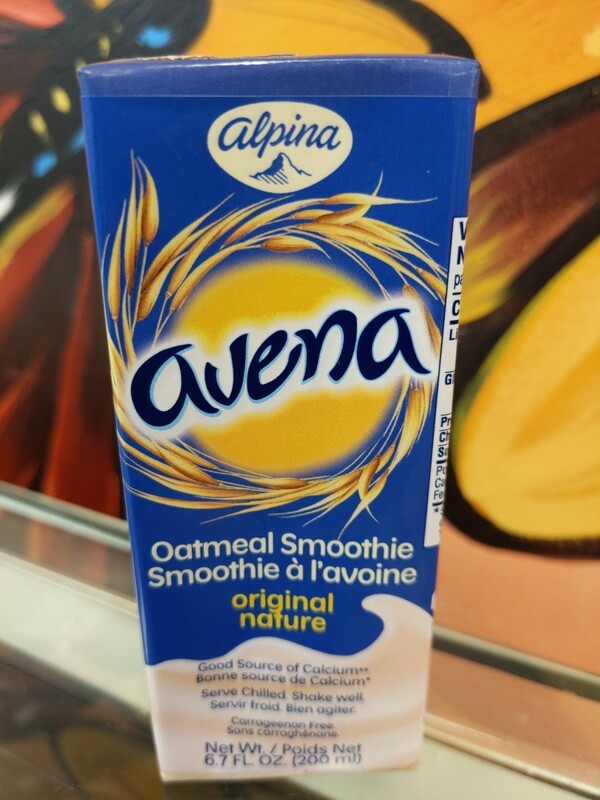 alpina
avena
Oatmeal Smoothie
Smoothie à l'avoine
original
nature
Good Source of Calcium**
Bonne source de Calcium*
Serve Chilled. Shake well.
Servir froid. Bien agiter.
Carrageenan Free.
Sans carraghénane.
Net Wt. / Poids Net
6.7 FL. OZ. (200 ml)